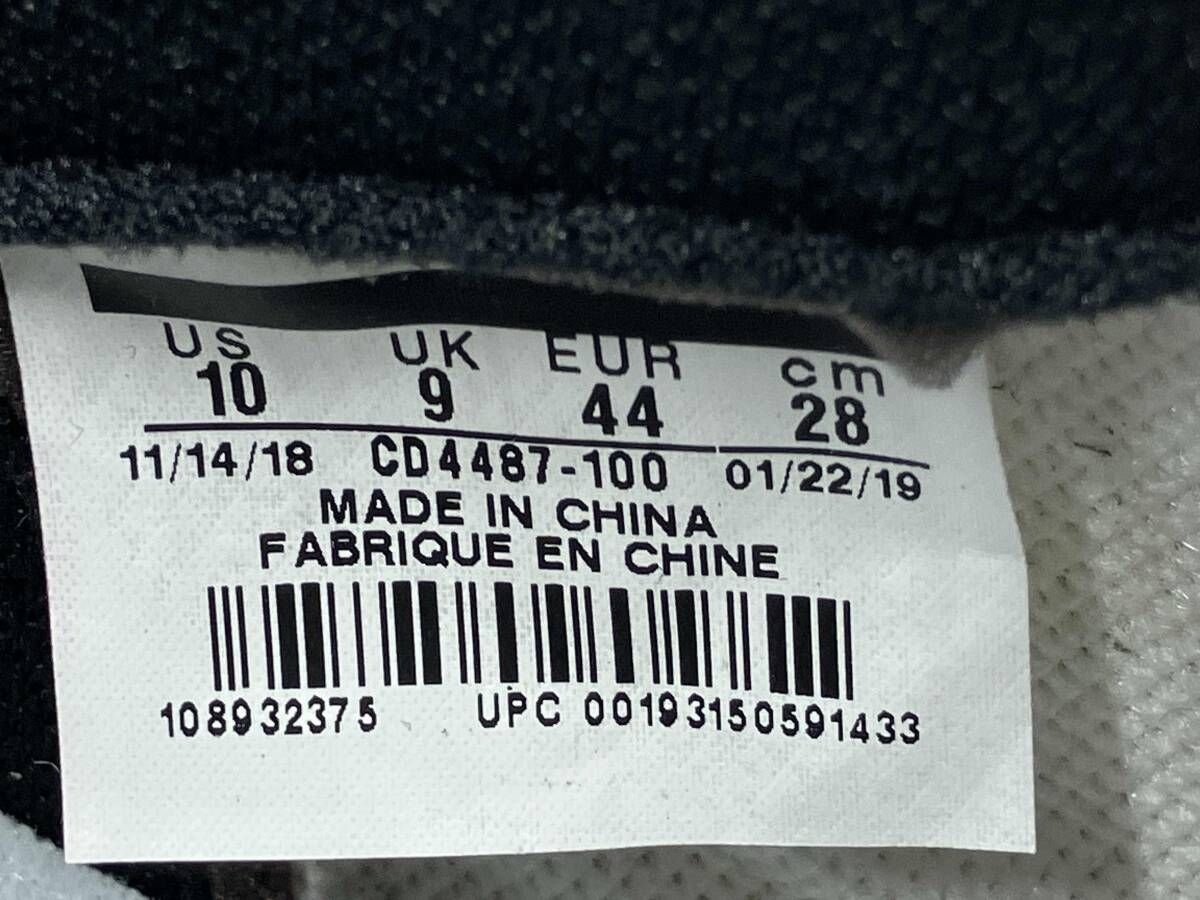 US UK EUR cm
10 9 44 28
11/14/18 CD4487-100 01/22/19
MADE IN CHINA
FABRIQUE EN CHINE
108932375 UPC 00193150591433